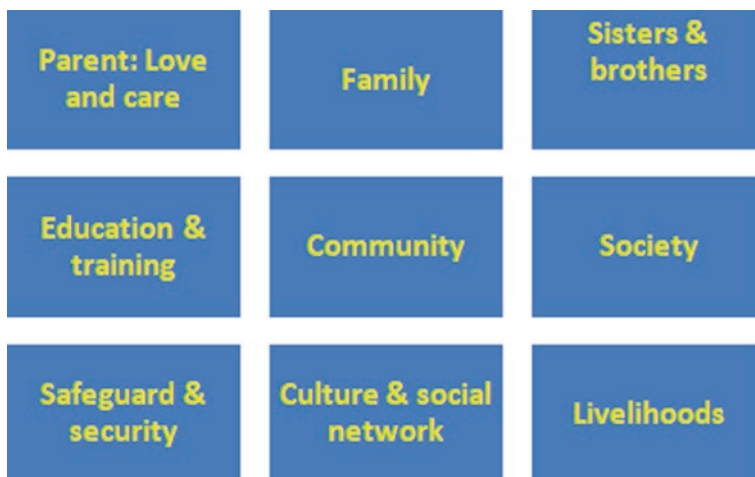 Parent: Love
and care
Family
Sisters &
brothers
Education &
training
Community
Society
Safeguard &
security
Culture & social
network
Livelihoods